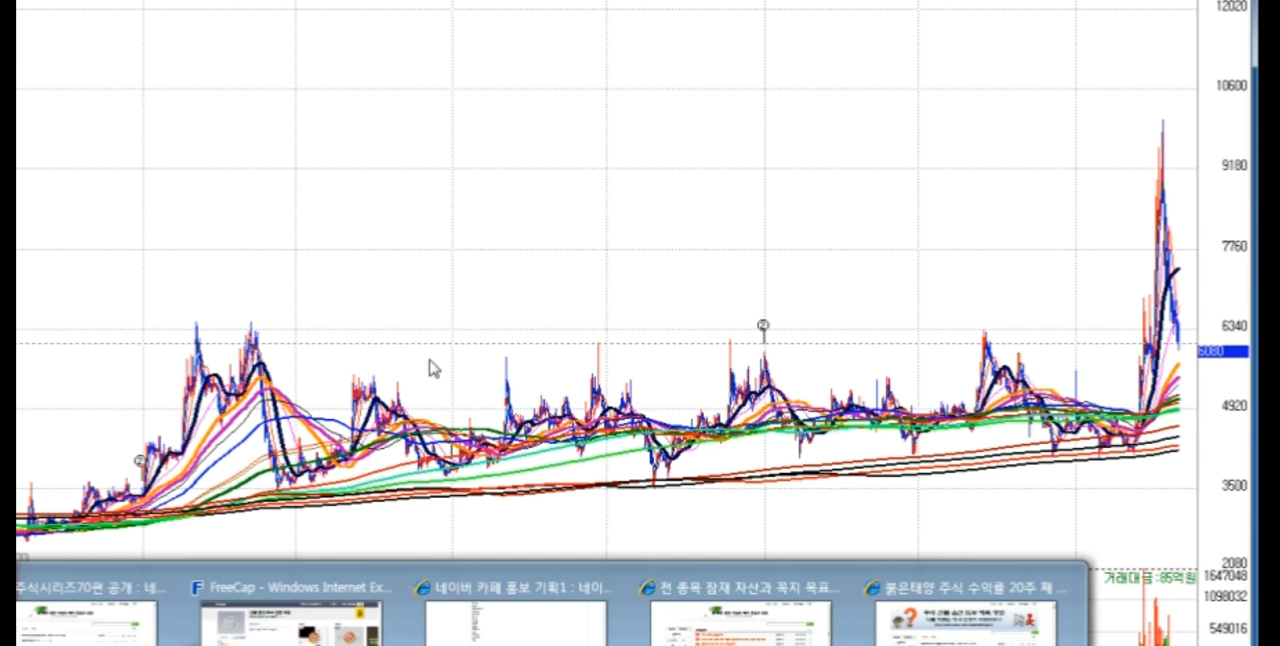 12020
10600
9180
7760
②
6340
6080
4920
②
3500
2080
주식시리즈70편 공개 : 네...
FreeCap - Windows Internet Ex...
네이버 카페 홍보 기획1 : 네이...
전 종목 잠재 자산과 꼭지 목표...
붉은태양 주식 수익률 20주 째 ...
거래대금:85억원
1647048
1098032
549016